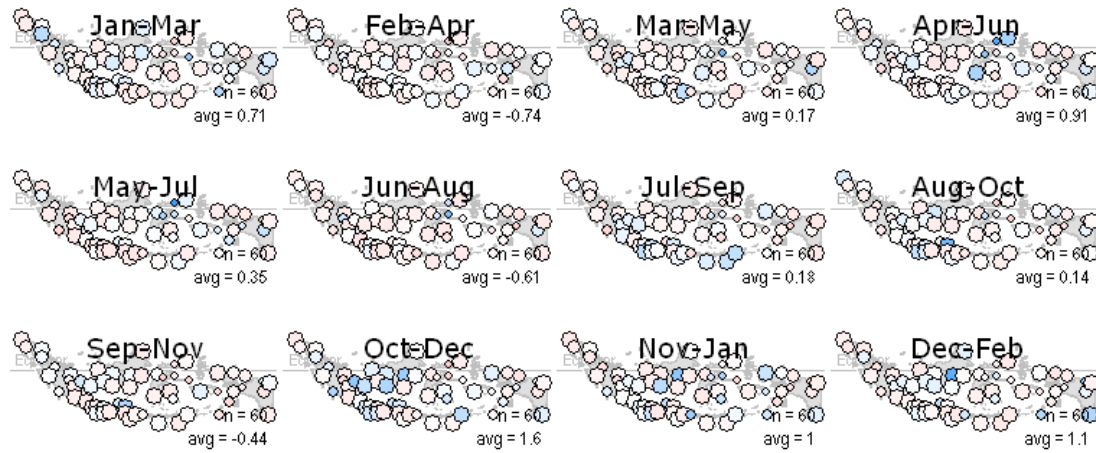 Jan-Mar
n = 60
avg = 0.71
Feb-Apr
n = 60
avg = -0.74
Mar-May
n = 60
avg = 0.17
Apr-Jun
n = 60
avg = 0.91
May-Jul
n = 60
avg = 0.35
Jun-Aug
n = 60
avg = -0.61
Jul-Sep
n = 60
avg = 0.18
Aug-Oct
n = 60
avg = 0.14
Sep-Nov
n = 60
avg = -0.44
Oct-Dec
n = 60
avg = 1.6
Nov-Jan
n = 60
avg = 1
Dec-Feb
n = 60
avg = 1.1